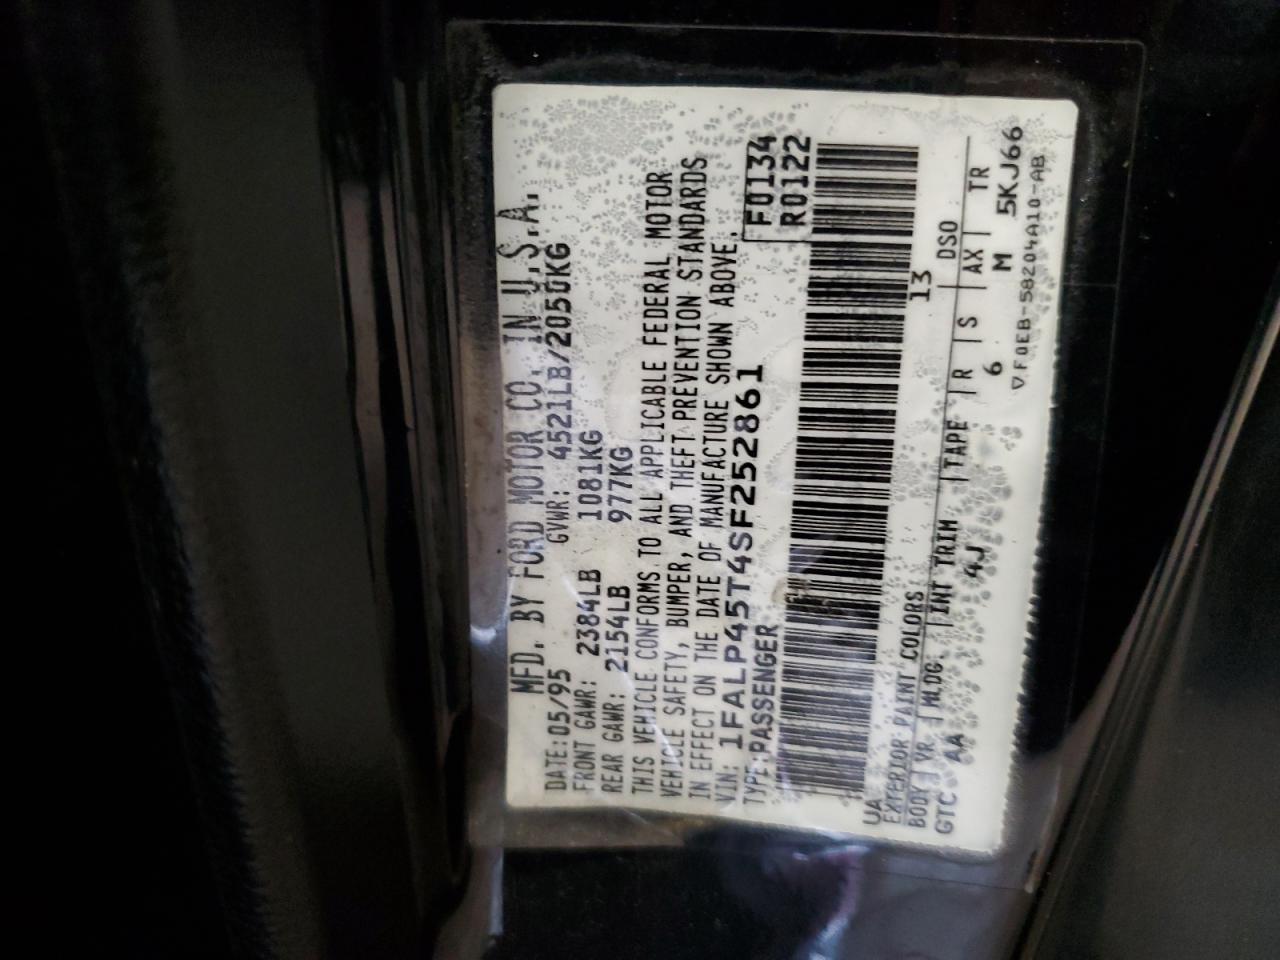 MFD. BY FORD MOTOR CO. IN U.S.A.
DATE: 05/95 GVWR: 4521LB/2050KG
FRONT GAWR: 2384LB 1081KG
REAR GAWR: 2154LB 977KG
THIS VEHICLE CONFORMS TO ALL APPLICABLE FEDERAL MOTOR
VEHICLE SAFETY, BUMPER, AND THEFT PREVENTION STANDARDS
IN EFFECT ON THE DATE OF MANUFACTURE SHOWN ABOVE.
VIN: 1FALP45T4SF252861 F0134
TYPE: PASSENGER R0122
UA 13
EXTERIOR PAINT COLORS DSO
BODY VR MLDG. INT TRIM TAPE R S AX TR
GTC AA 4J 6 M 5KJ66
▽ F0EB-58204A10-AB